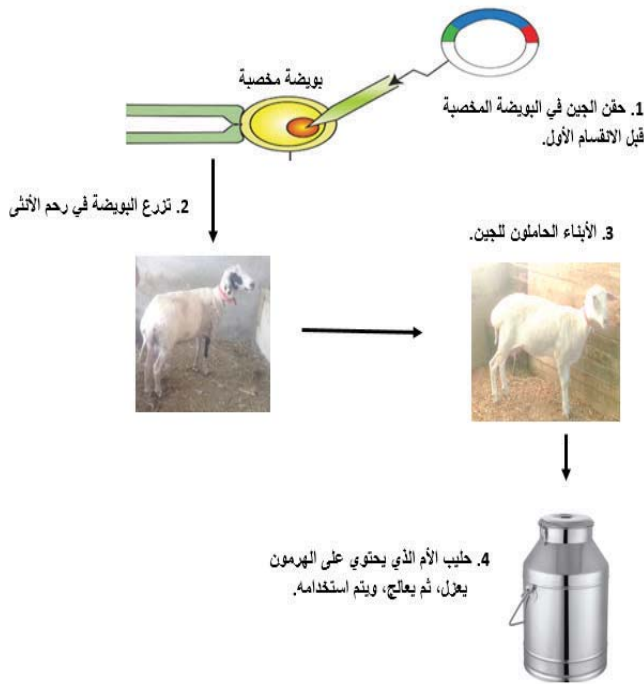 بويضة مخصبة
1. حقن الجين في البويضة المخصبة
قبل الانقسام الأول.
2. تزرع البويضة في رحم الأنثى
3. الأبناء الحاملون للجين.
4. حليب الأم الذي يحتوي على الهرمون
يعزل، ثم يعالج، ويتم استخدامه.